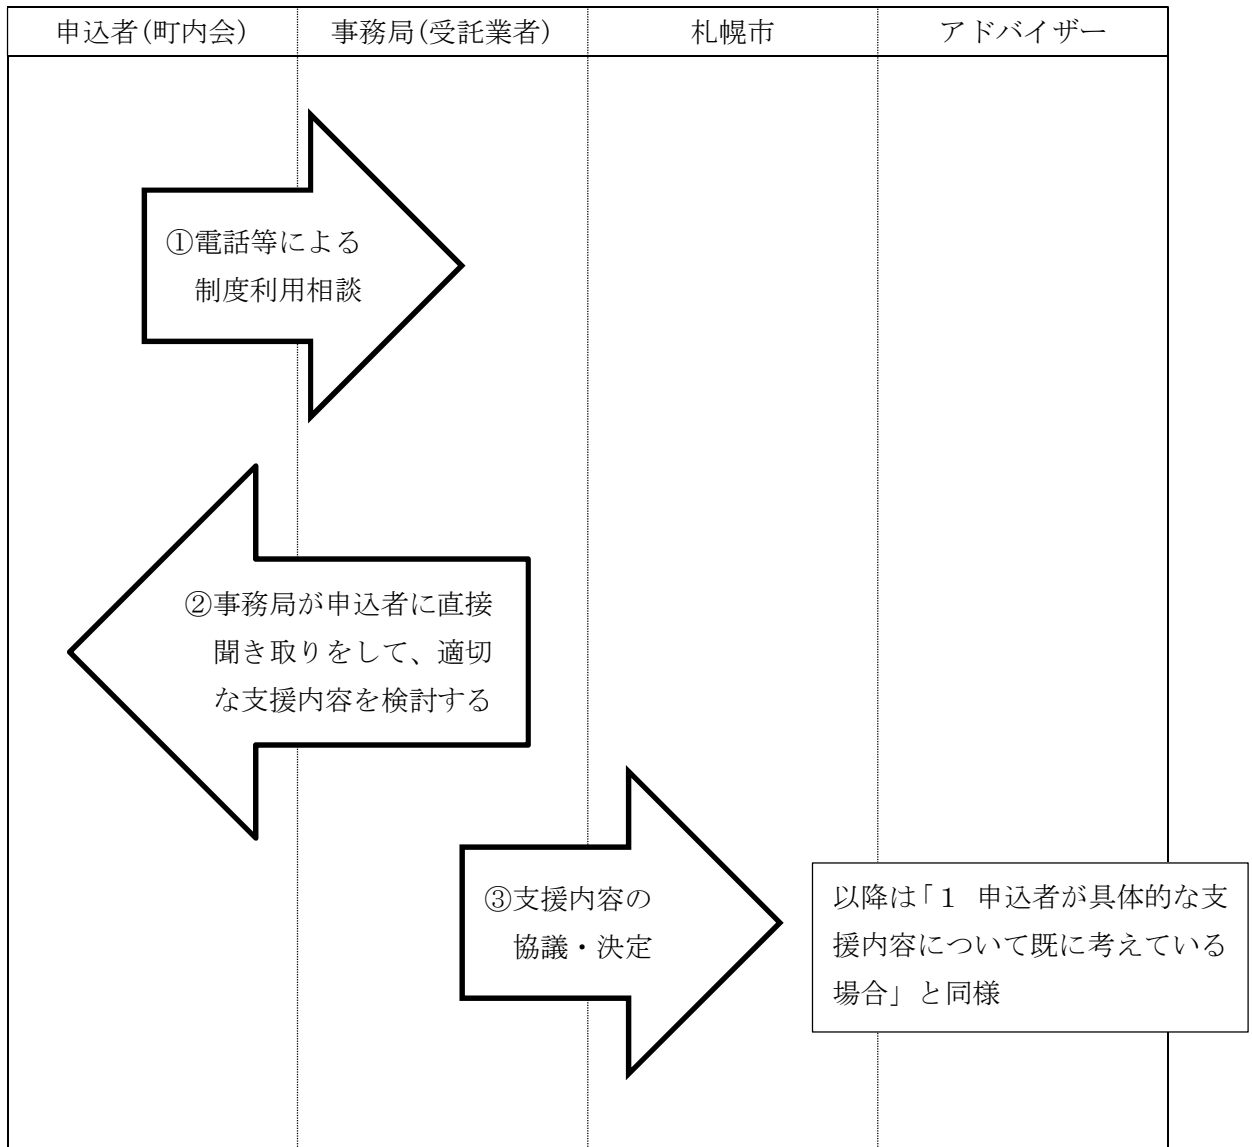 申込者(町内会) 事務局(受託業者) 札幌市 アドバイザー
①電話等による
制度利用相談
②事務局が申込者に直接
聞き取りをして、適切
な支援内容を検討する
③支援内容の
協議・決定
以降は「1 申込者が具体的な支
援内容について既に考えている
場合」と同様